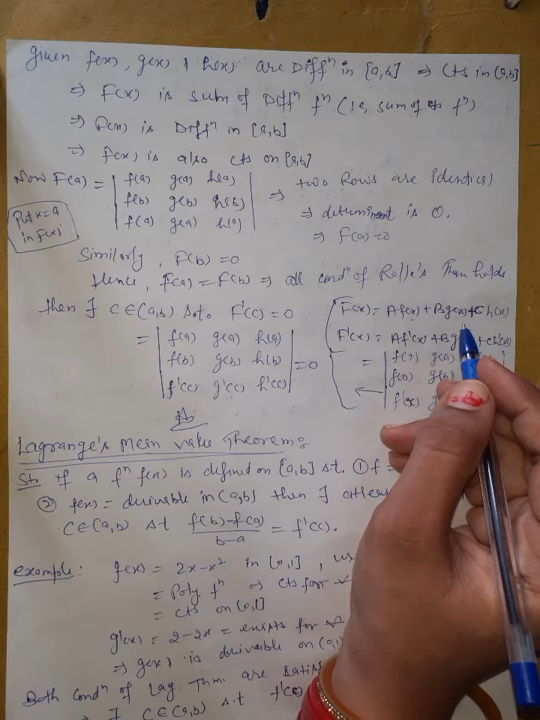 given f(x), g(x) & h(x) are Diffⁿ in [a,b] ⇒ Cts in [a,b]
⇒ F(x) is sum of Diffⁿ fⁿ (i.e, sum of cts fⁿ)
⇒ F(x) is Diffⁿ in [a,b]
⇒ F(x) is also cts on [a,b]
Now F(a) = | f(a) g(a) h(a) | ⇒ two Rows are Identical
| f(b) g(b) h(b) | ⇒ determinent is 0.
| f(a) g(a) h(a) | ⇒ F(a)=0
Put x=a
in F(x)
Similarly, F(b)=0
Hence, F(a)=F(b) ⇒ all condⁿ of Rolle's Thm holds
then ∃ c∈(a,b) s.to F'(c)=0
= | f(a) g(a) h(a) |
| f(b) g(b) h(b) | =0
| f'(c) g'(c) h'(c) |
F(x) = Af(x)+Bg(x)+Ch(x)
F'(x) = Af'(x)+Bg +Ch'(x)
= | f(a) g(a)
f(b) g(b)
f'(x) g
Lagrange's Mean value Theorem:
St. If a fⁿ f(x) is defined on [a,b] s.t. ① f =
② f(x) = derivable in (a,b) then ∃ atleas
c∈(a,b) s.t f(b)-f(a)/b-a = f'(c).
example: g(x) = 2x-x² in [0,1],
= Poly fⁿ ⇒ cts for
= cts on [0,1]
g'(x) = 2-2x = exists for
⇒ g(x) is derivable on (0,1
Both condⁿ of Lag. Thm. are satis
⇒ ∃ c∈(a,b) s.t f'(c)